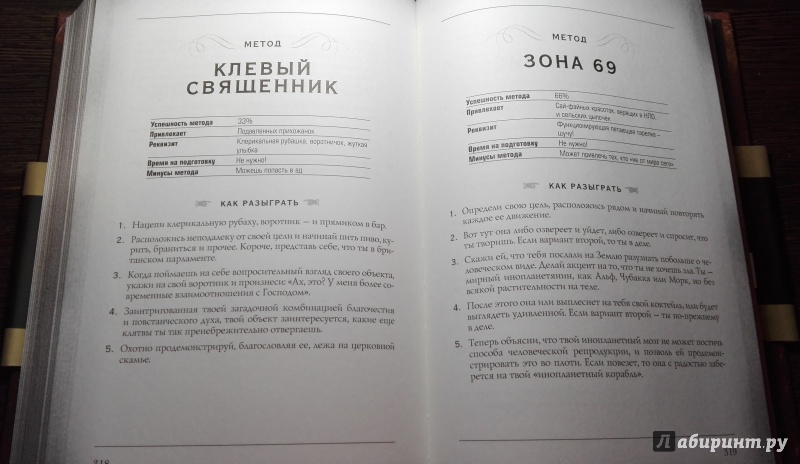 МЕТОД
КЛЕВЫЙ
СВЯЩЕННИК
Успешность метода 33%
Привлекает Подавленных прихожанок
Реквизит Клерикальная рубашка, воротничок, жуткая
улыбка
Время на подготовку Не нужно!
Минусы метода Можешь попасть в ад
КАК РАЗЫГРАТЬ
1. Нацепи клерикальную рубаху, воротник — и прямиком в бар.
2. Расположись неподалеку от своей цели и начинай пить пиво, ку-
рить, браниться и прочее. Короче, представь себе, что ты в бри-
танском парламенте.
3. Когда поймаешь на себе вопросительный взгляд своего объекта,
укажи на свой воротник и произнеси: «Ах, это? У меня более со-
временные взаимоотношения с Господом».
4. Заинтригованная твоей загадочной комбинацией благочестия
и повстанческого духа, твой объект заинтересуется, какие еще
клятвы ты так пренебрежительно отвергаешь.
5. Охотно продемонстрируй, благословляя ее, лежа на церковной
скамье.
318
МЕТОД
ЗОНА 69
Успешность метода 66%
Привлекает Сай-файных красоток, верящих в НЛО,
и сельских цыпочек
Реквизит Функционирующая летающая тарелка —
шучу!
Время на подготовку Не нужно!
Минусы метода Может привлечь тех, кто «не от мира сего»
КАК РАЗЫГРАТЬ
1. Определи свою цель, расположись рядом и начинай повторять
каждое ее движение.
2. Вот тут она либо озвереет и уйдет, либо озвереет и спросит, что
ты творишь. Если вариант второй, то ты в деле.
3. Скажи ей, что тебя послали на Землю разузнать побольше о че-
ловеческом виде. Делай акцент на то, что ты не хочешь зла. Ты —
мирный инопланетянин, как Альф, Чубакка или Морк, но без
всякой растительности на теле.
4. После этого она или выплеснет на тебя свой коктейль, или будет
выглядеть удивленной. Если вариант второй — ты по-прежнему
в деле.
5. Теперь объясни, что твой инопланетный мозг не может постичь
способа человеческой репродукции, и позволь ей продемон-
стрировать это во плоти. Если повезет, то она с радостью забе-
рется на твой «инопланетный корабль».
319
Лабиринт.ру